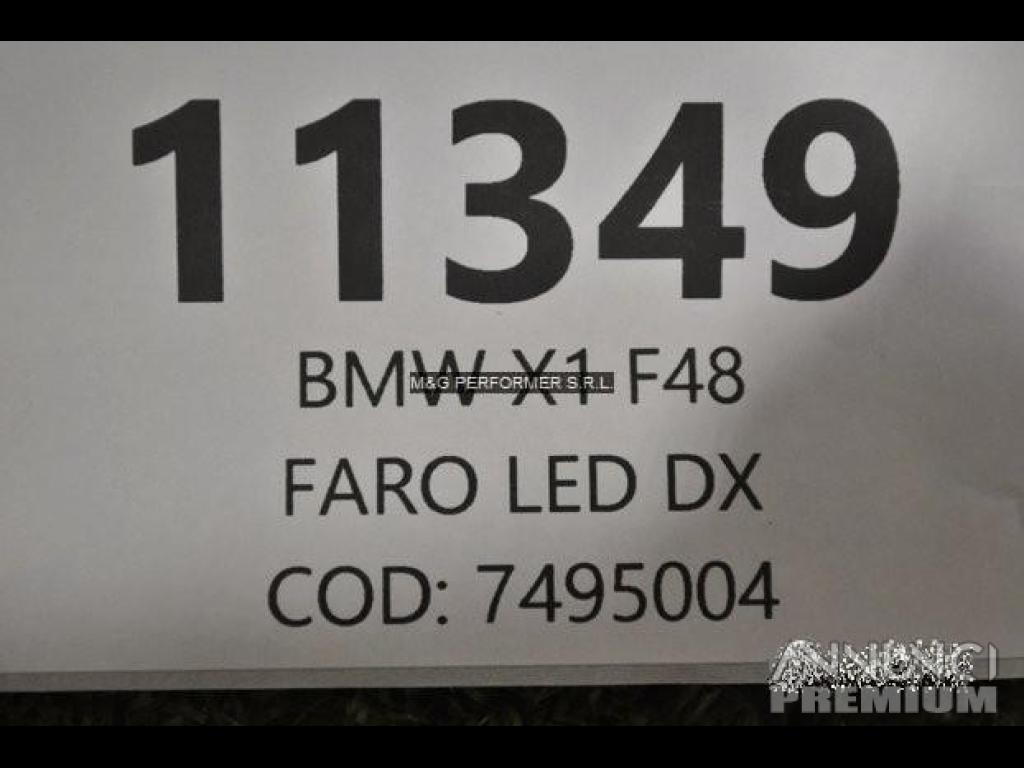 11349
BMW X1 F48
M&G PERFORMER S.R.L.
FARO LED DX
COD: 7495004
ANNUNCI
PREMIUM